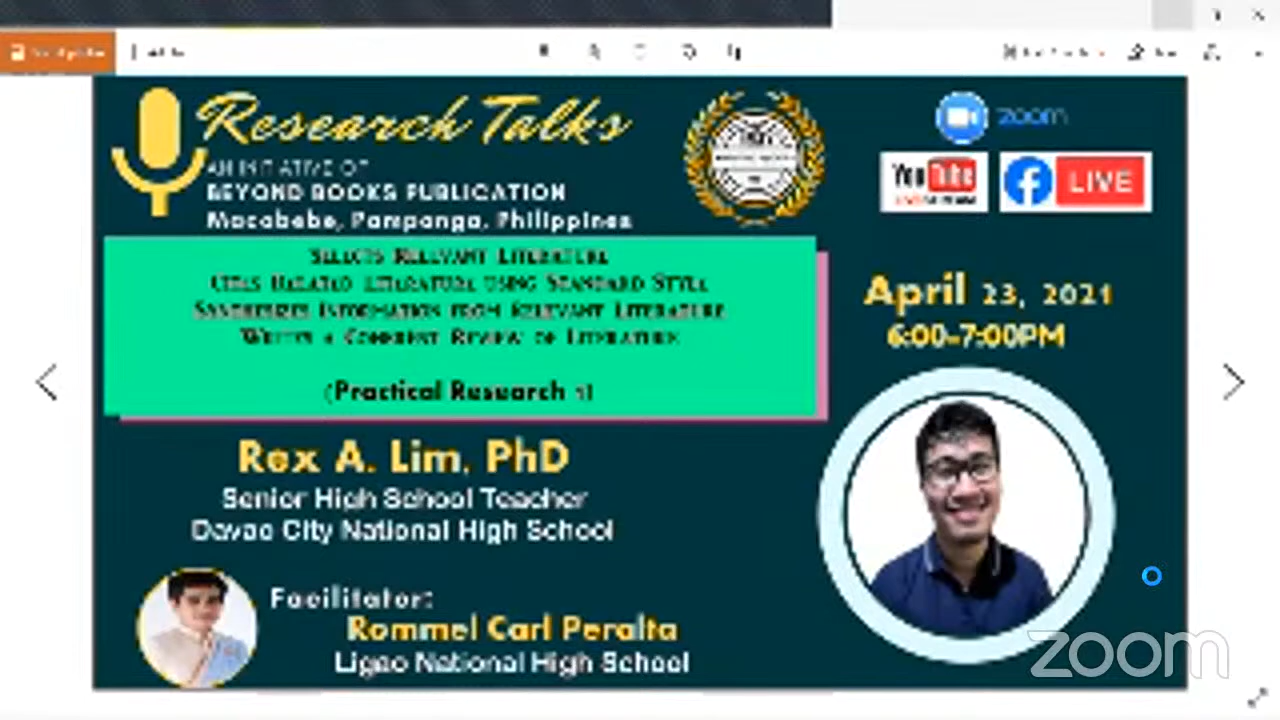 Research Talks
AN INITIATIVE OF
BEYOND BOOKS PUBLICATION
Macabebe, Pampanga, Philippines
zoom
YouTube
LIVE
SELECTS RELEVANT LITERATURE
CITES RELATED LITERATURE USING STANDARD STYLE
SYNTHESIZES INFORMATION FROM RELEVANT LITERATURE
WRITES A COHERENT REVIEW OF LITERATURE
(Practical Research 1)
April 23, 2021
6:00-7:00PM
Rex A. Lim, PhD
Senior High School Teacher
Davao City National High School
Facilitator:
Rommel Carl Peralta
Ligao National High School
zoom